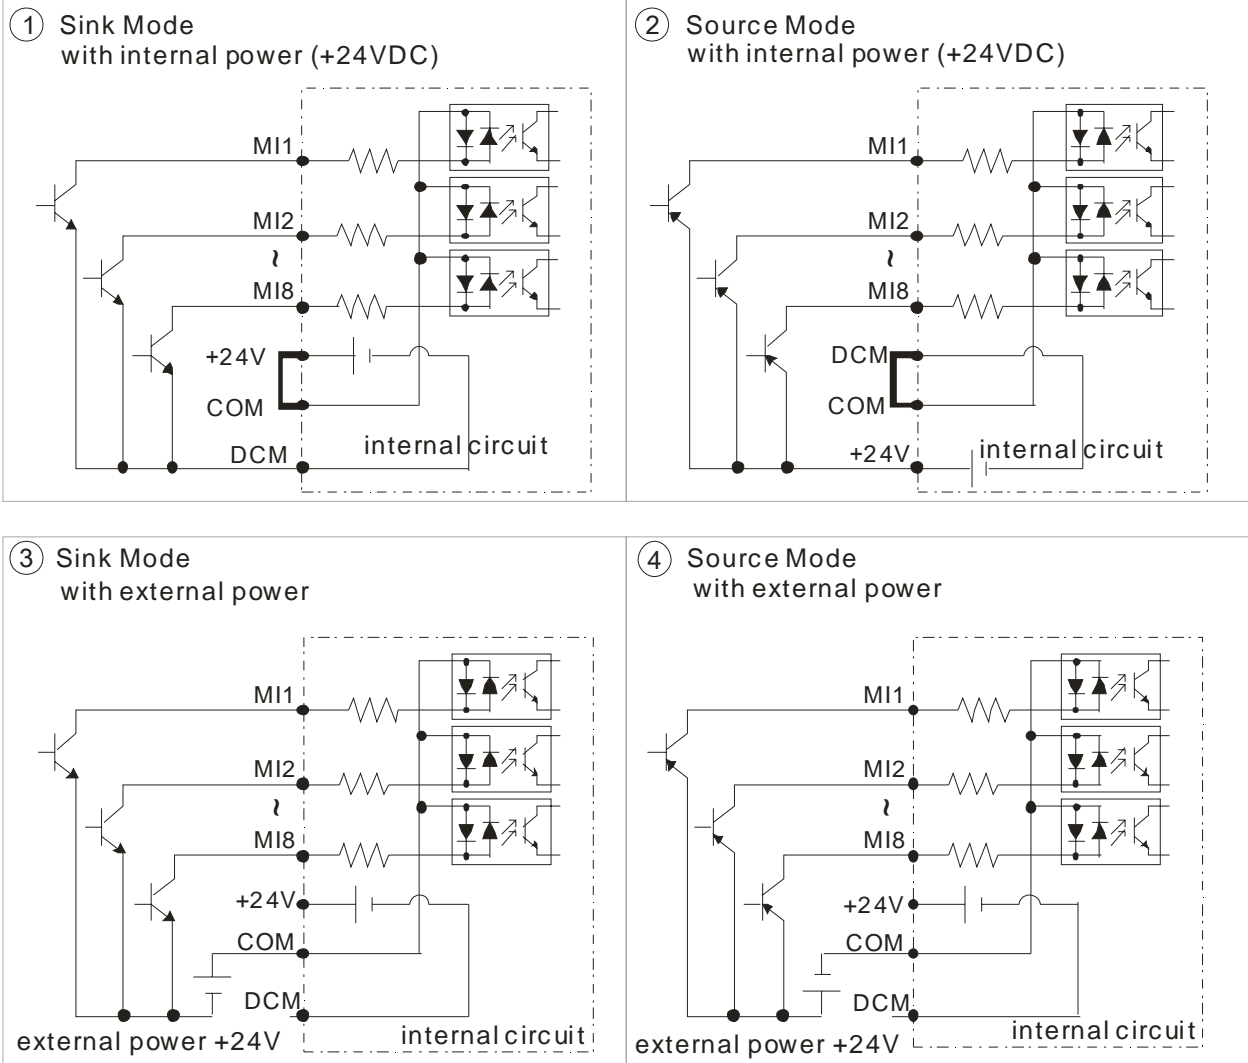 1 Sink Mode
with internal power (+24VDC)
MI1
MI2
~
MI8
+24V
COM
DCM
internal circuit
2 Source Mode
with internal power (+24VDC)
MI1
MI2
~
MI8
DCM
COM
+24V
internal circuit
3 Sink Mode
with external power
MI1
MI2
~
MI8
+24V
COM
DCM
external power +24V
internal circuit
4 Source Mode
with external power
MI1
MI2
~
MI8
+24V
COM
DCM
external power +24V
internal circuit